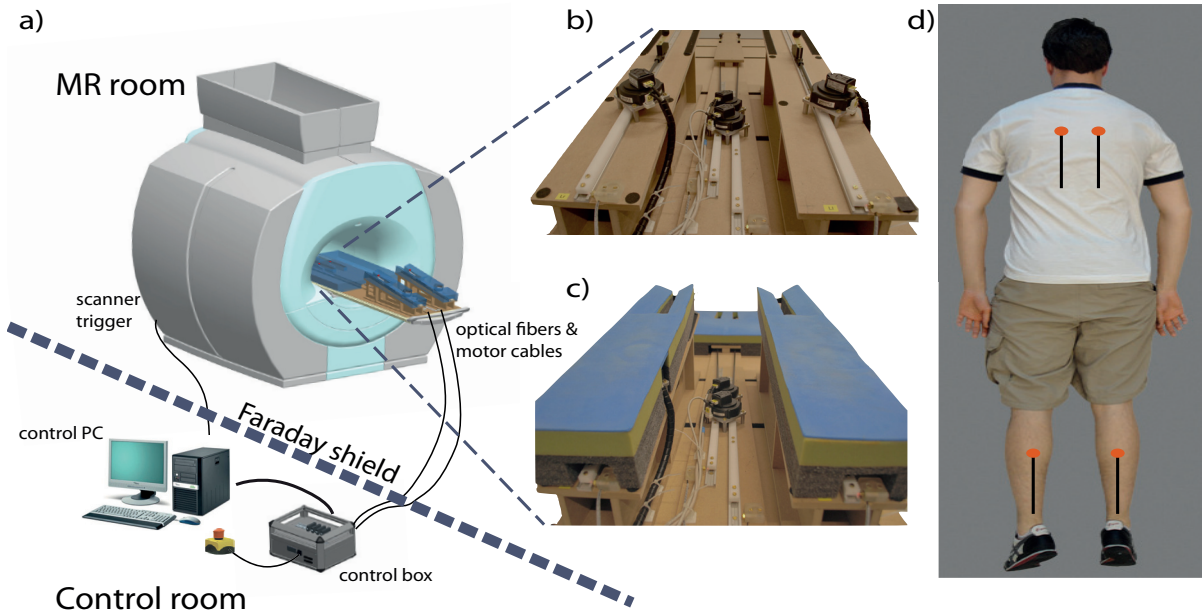 a)
MR room
scanner
trigger
optical fibers &
motor cables
Faraday shield
control PC
control box
Control room
b)
c)
d)